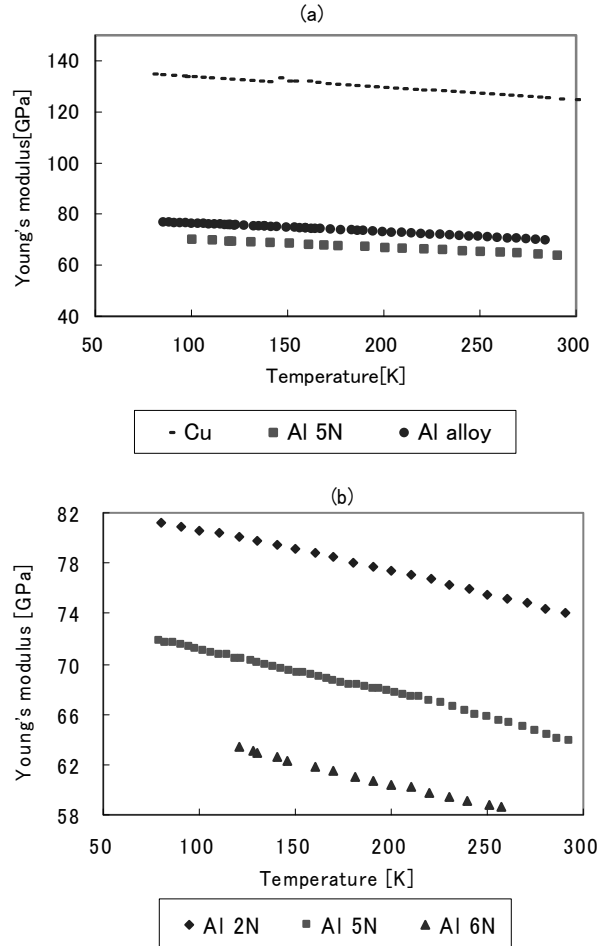 (a)
140
120
100
80
60
40
50
100
150
200
250
300
Young's modulus[GPa]
Temperature[K]
Cu
Al 5N
Al alloy
(b)
82
78
74
70
66
62
58
50
100
150
200
250
300
Young's modulus [GPa]
Temperature [K]
Al 2N
Al 5N
Al 6N